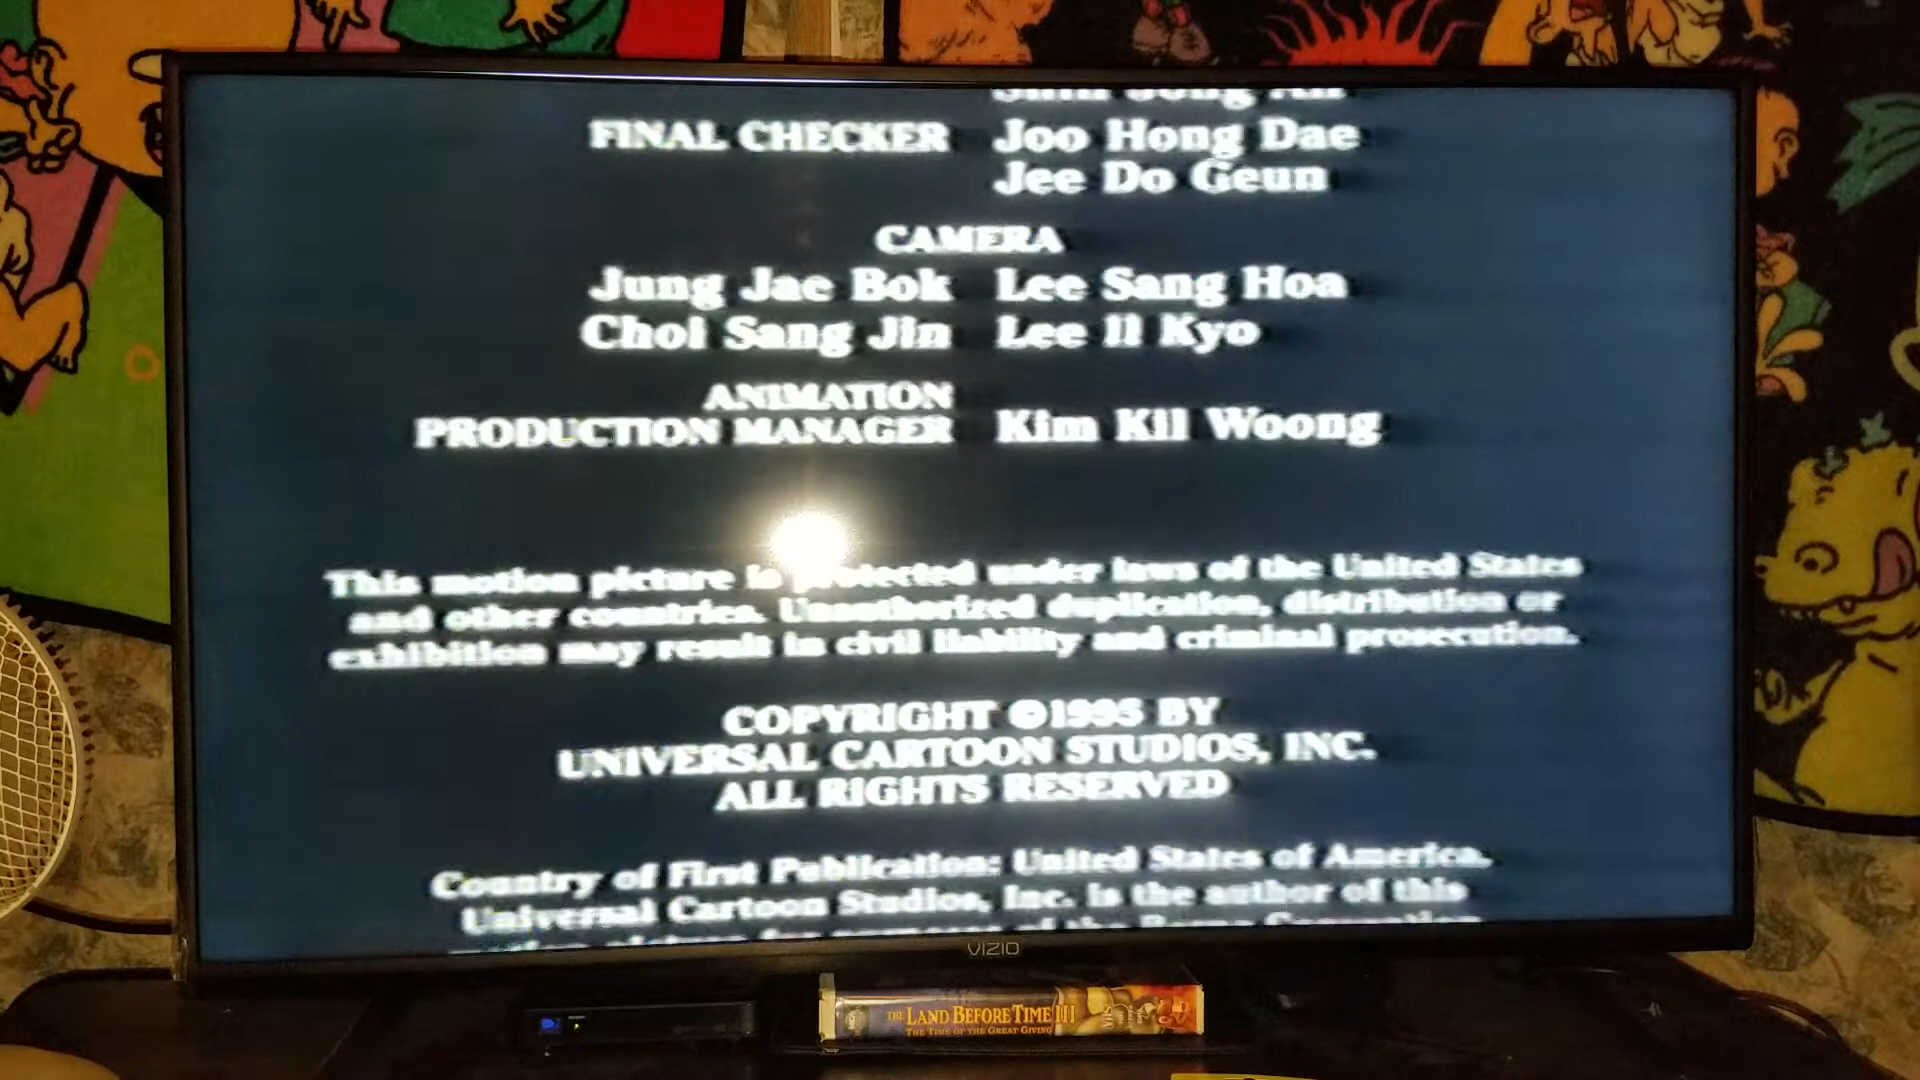 FINAL CHECKER Joo Hong Dae
Jee Do Geun
CAMERA
Jung Jae Bok Lee Sang Hoa
Choi Sang Jin Lee Il Kyo
ANIMATION
PRODUCTION MANAGER Kim Kil Woong
This motion picture is protected under laws of the United States
and other countries. Unauthorized duplication, distribution or
exhibition may result in civil liability and criminal prosecution.
COPYRIGHT ©1995 BY
UNIVERSAL CARTOON STUDIOS, INC.
ALL RIGHTS RESERVED
Country of First Publication: United States of America.
Universal Cartoon Studios, Inc. is the author of this
VIZIO
THE LAND BEFORE TIME III
THE TIME OF THE GREAT GIVING
VHS